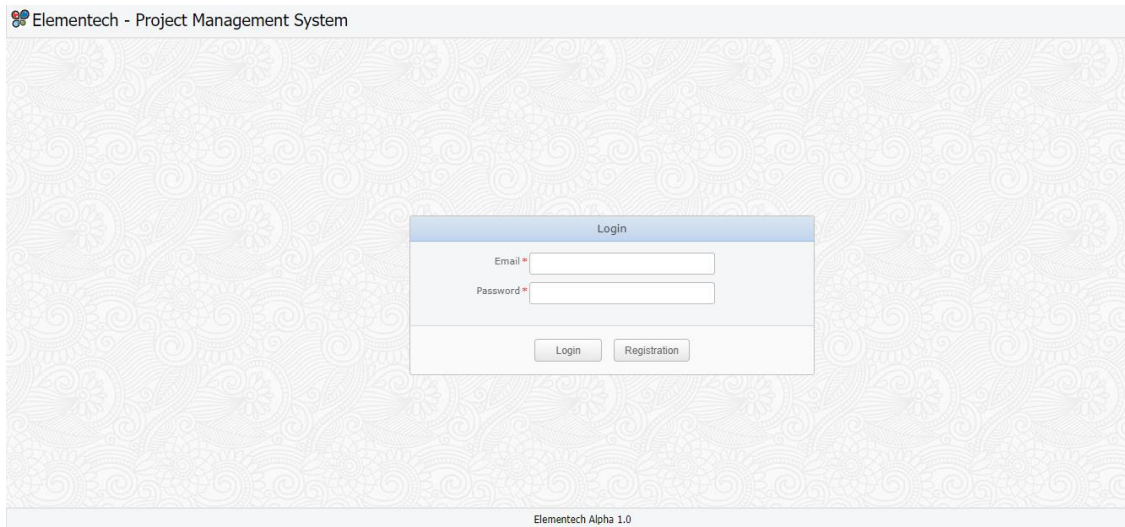 Elementech - Project Management System
Login
Email *
Password *
Login Registration
Elementech Alpha 1.0